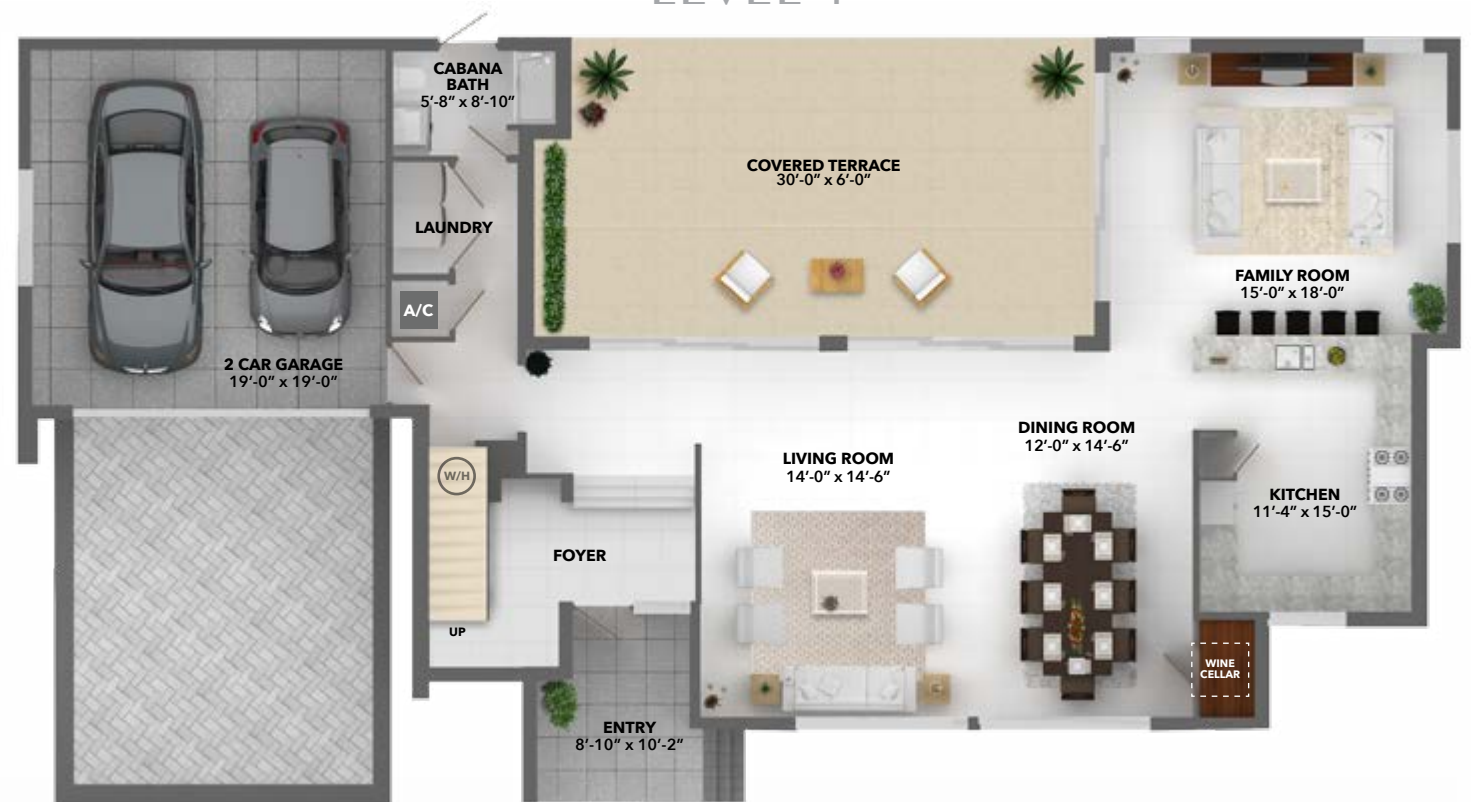 LEVEL 1
CABANA
BATH
5'-8" x 8'-10"
COVERED TERRACE
30'-0" x 6'-0"
LAUNDRY
A/C
FAMILY ROOM
15'-0" x 18'-0"
2 CAR GARAGE
19'-0" x 19'-0"
DINING ROOM
12'-0" x 14'-6"
LIVING ROOM
14'-0" x 14'-6"
W/H
KITCHEN
11'-4" x 15'-0"
FOYER
UP
WINE
CELLAR
ENTRY
8'-10" x 10'-2"